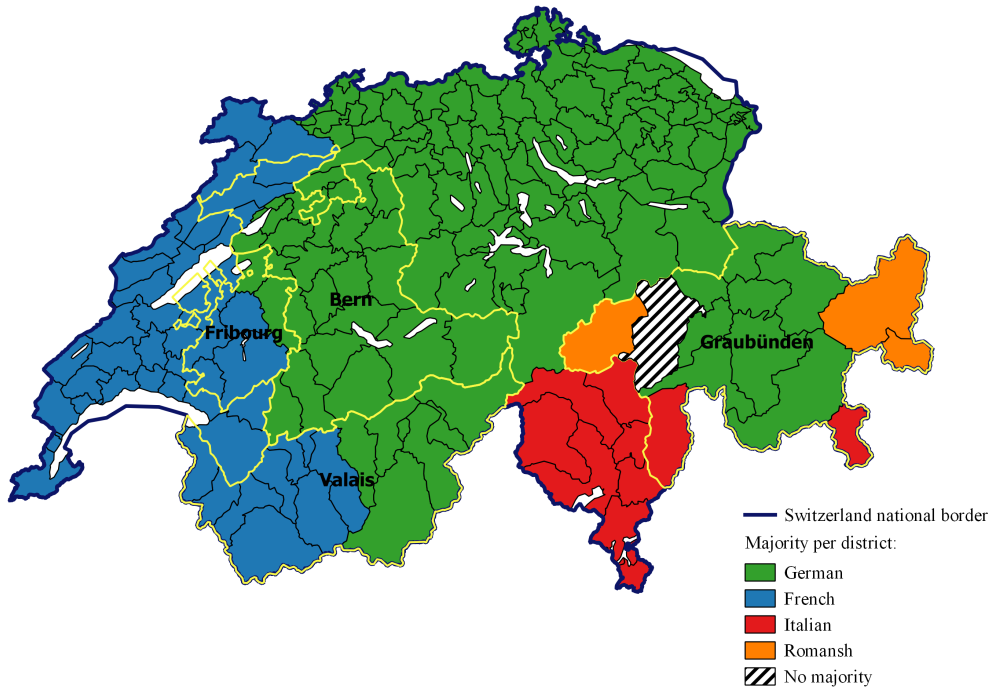 Bern
Fribourg
Graubünden
Valais
Switzerland national border
Majority per district:
German
French
Italian
Romansh
No majority